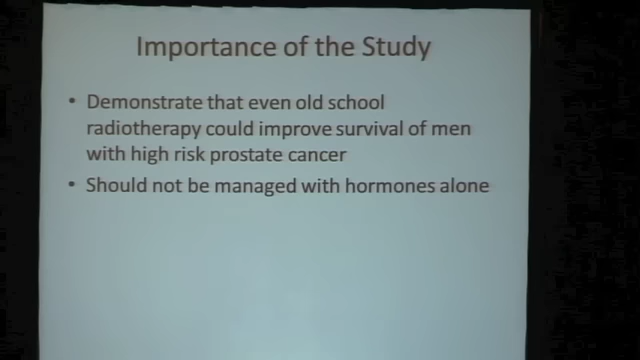 Importance of the Study
• Demonstrate that even old school
radiotherapy could improve survival of men
with high risk prostate cancer
• Should not be managed with hormones alone